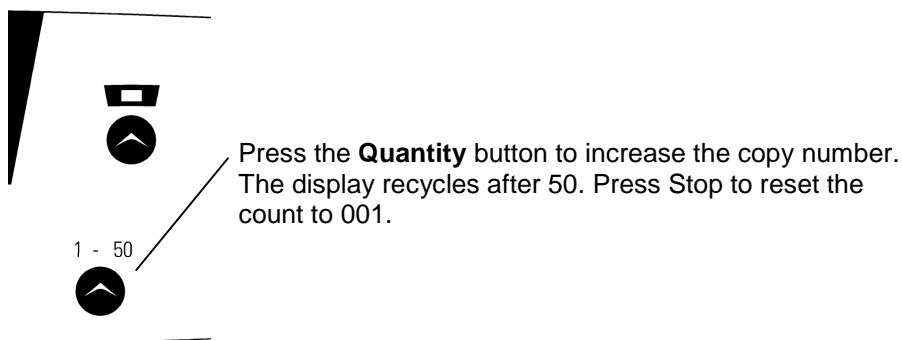 Press the Quantity button to increase the copy number.
The display recycles after 50. Press Stop to reset the
count to 001.
1 - 50